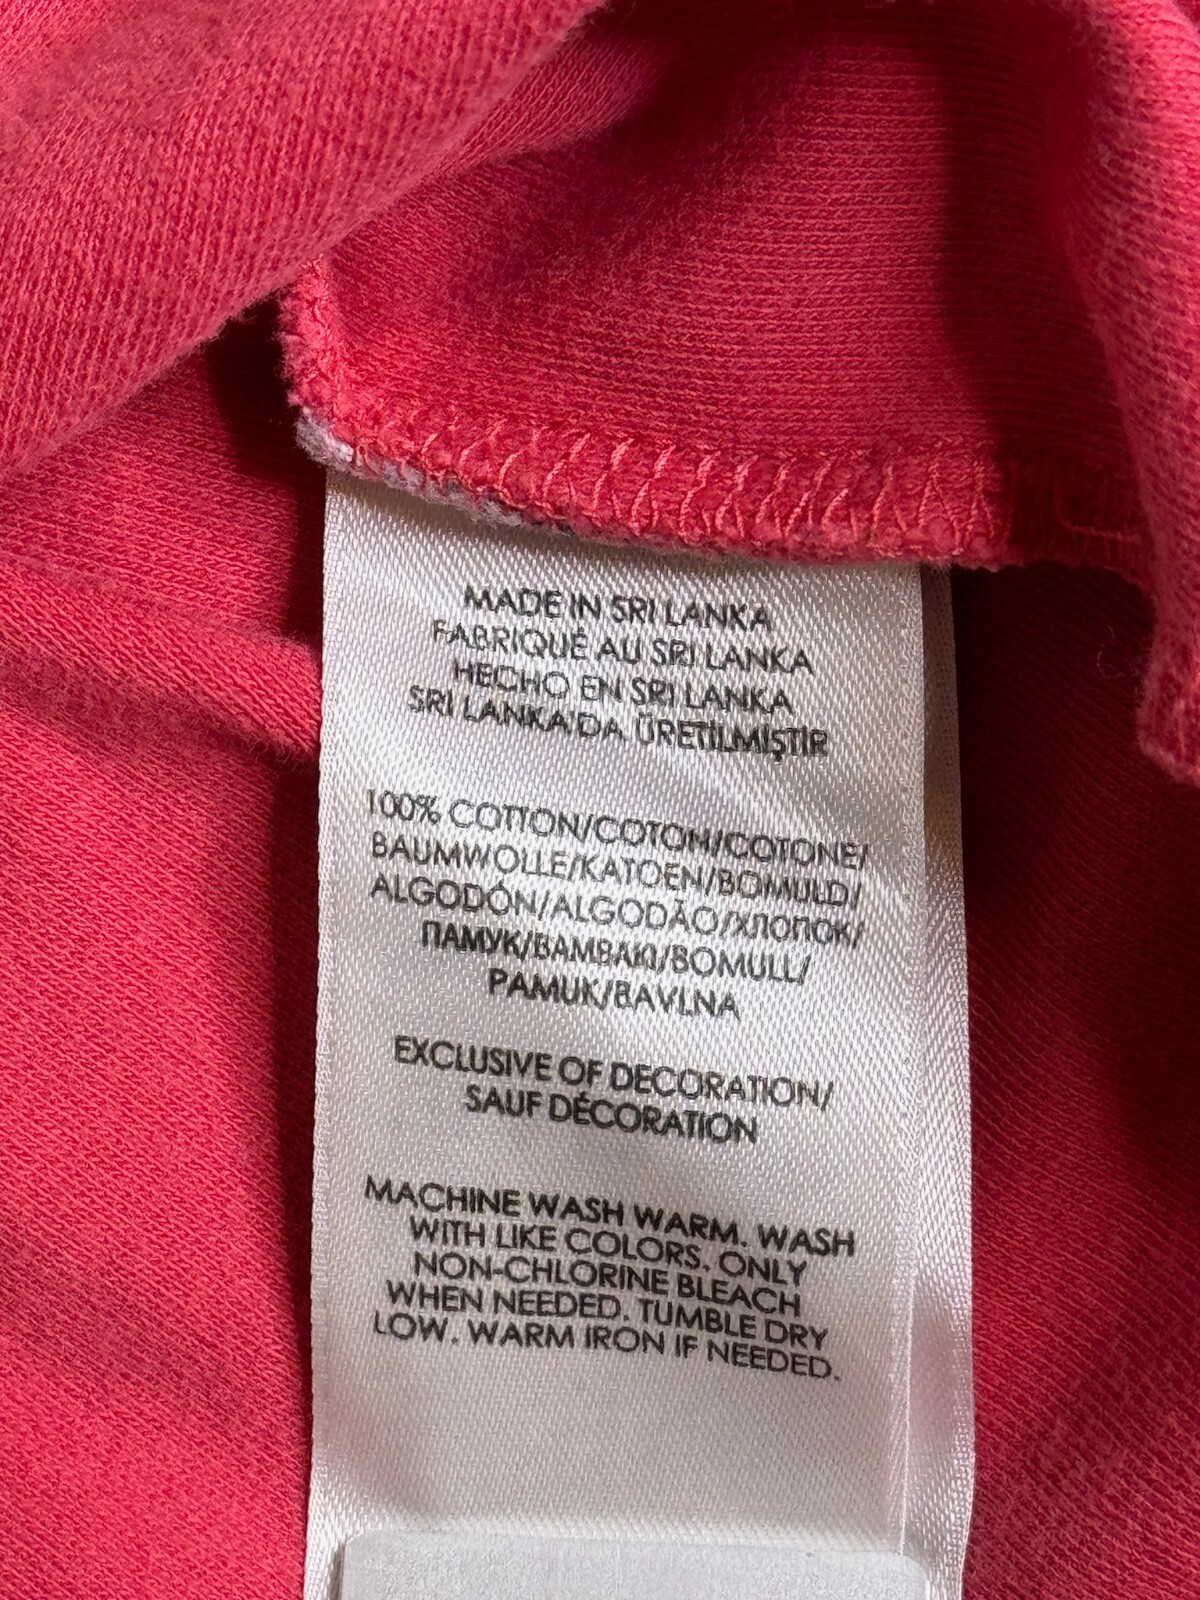 MADE IN SRI LANKA
FABRIQUÉ AU SRI LANKA
HECHO EN SRI LANKA
SRI LANKA'DA ÜRETİLMİŞTİR
100% COTTON/COTON/COTONE/
BAUMWOLLE/KATOEN/BOMULD/
ALGODÓN/ALGODÃO/ХЛОПОК/
ПАМУК/BAMBAKI/BOMULL/
PAMUK/BAVLNA
EXCLUSIVE OF DECORATION/
SAUF DÉCORATION
MACHINE WASH WARM. WASH
WITH LIKE COLORS. ONLY
NON-CHLORINE BLEACH
WHEN NEEDED. TUMBLE DRY
LOW. WARM IRON IF NEEDED.